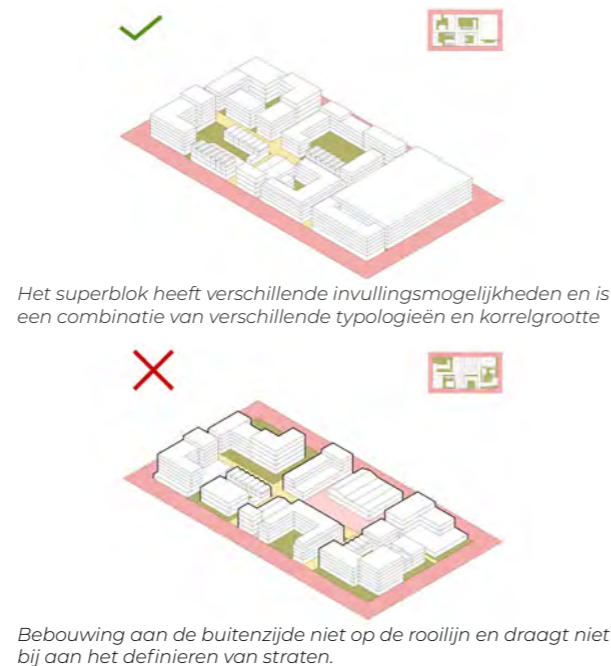 Het superblok heeft verschillende invullingsmogelijkheden en is
een combinatie van verschillende typologieën en korrelgrootte
Bebouwing aan de buitenzijde niet op de rooilijn en draagt niet
bij aan het definieren van straten.